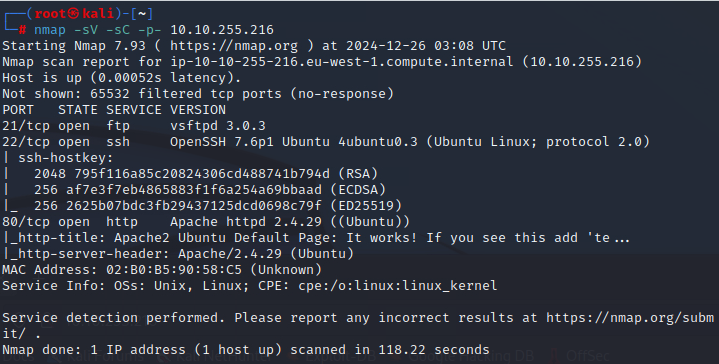 ┌──(root㉿kali)-[~]
└─# nmap -sV -sC -p- 10.10.255.216
Starting Nmap 7.93 ( https://nmap.org ) at 2024-12-26 03:08 UTC
Nmap scan report for ip-10-10-255-216.eu-west-1.compute.internal (10.10.255.216)
Host is up (0.00052s latency).
Not shown: 65532 filtered tcp ports (no-response)
PORT   STATE SERVICE VERSION
21/tcp open  ftp     vsftpd 3.0.3
22/tcp open  ssh     OpenSSH 7.6p1 Ubuntu 4ubuntu0.3 (Ubuntu Linux; protocol 2.0)
| ssh-hostkey:
|   2048 795f116a85c20824306cd488741b794d (RSA)
|   256 af7e3f7eb4865883f1f6a254a69bbaad (ECDSA)
|_  256 2625b07bdc3fb29437125dcd0698c79f (ED25519)
80/tcp open  http    Apache httpd 2.4.29 ((Ubuntu))
|_http-title: Apache2 Ubuntu Default Page: It works! If you see this add 'te...
|_http-server-header: Apache/2.4.29 (Ubuntu)
MAC Address: 02:B0:B5:90:58:C5 (Unknown)
Service Info: OSs: Unix, Linux; CPE: cpe:/o:linux:linux_kernel

Service detection performed. Please report any incorrect results at https://nmap.org/subm
it/ .
Nmap done: 1 IP address (1 host up) scanned in 118.22 seconds
DB
OffSec